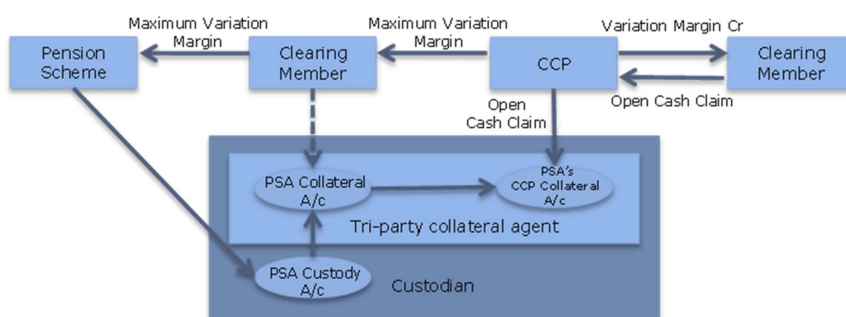 Maximum Variation
Margin
Maximum Variation
Margin
Variation Margin Cr
Pension
Scheme
Clearing
Member
CCP
Clearing
Member
Open
Cash Claim
Open Cash Claim
PSA Collateral
A/c
PSA's
CCP Collateral
A/c
Tri-party collateral agent
PSA Custody
A/c
Custodian